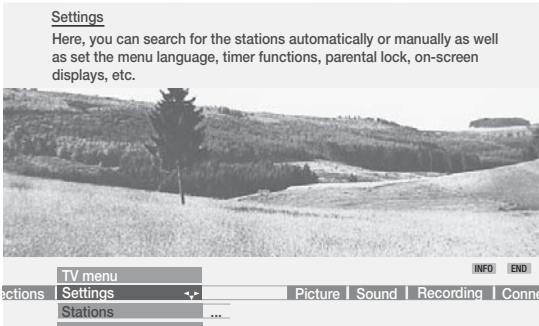 Settings
Here, you can search for the stations automatically or manually as well
as set the menu language, timer functions, parental lock, on-screen
displays, etc.
INFO END
TV menu
ections Settings Picture Sound Recording Conne
Stations ...